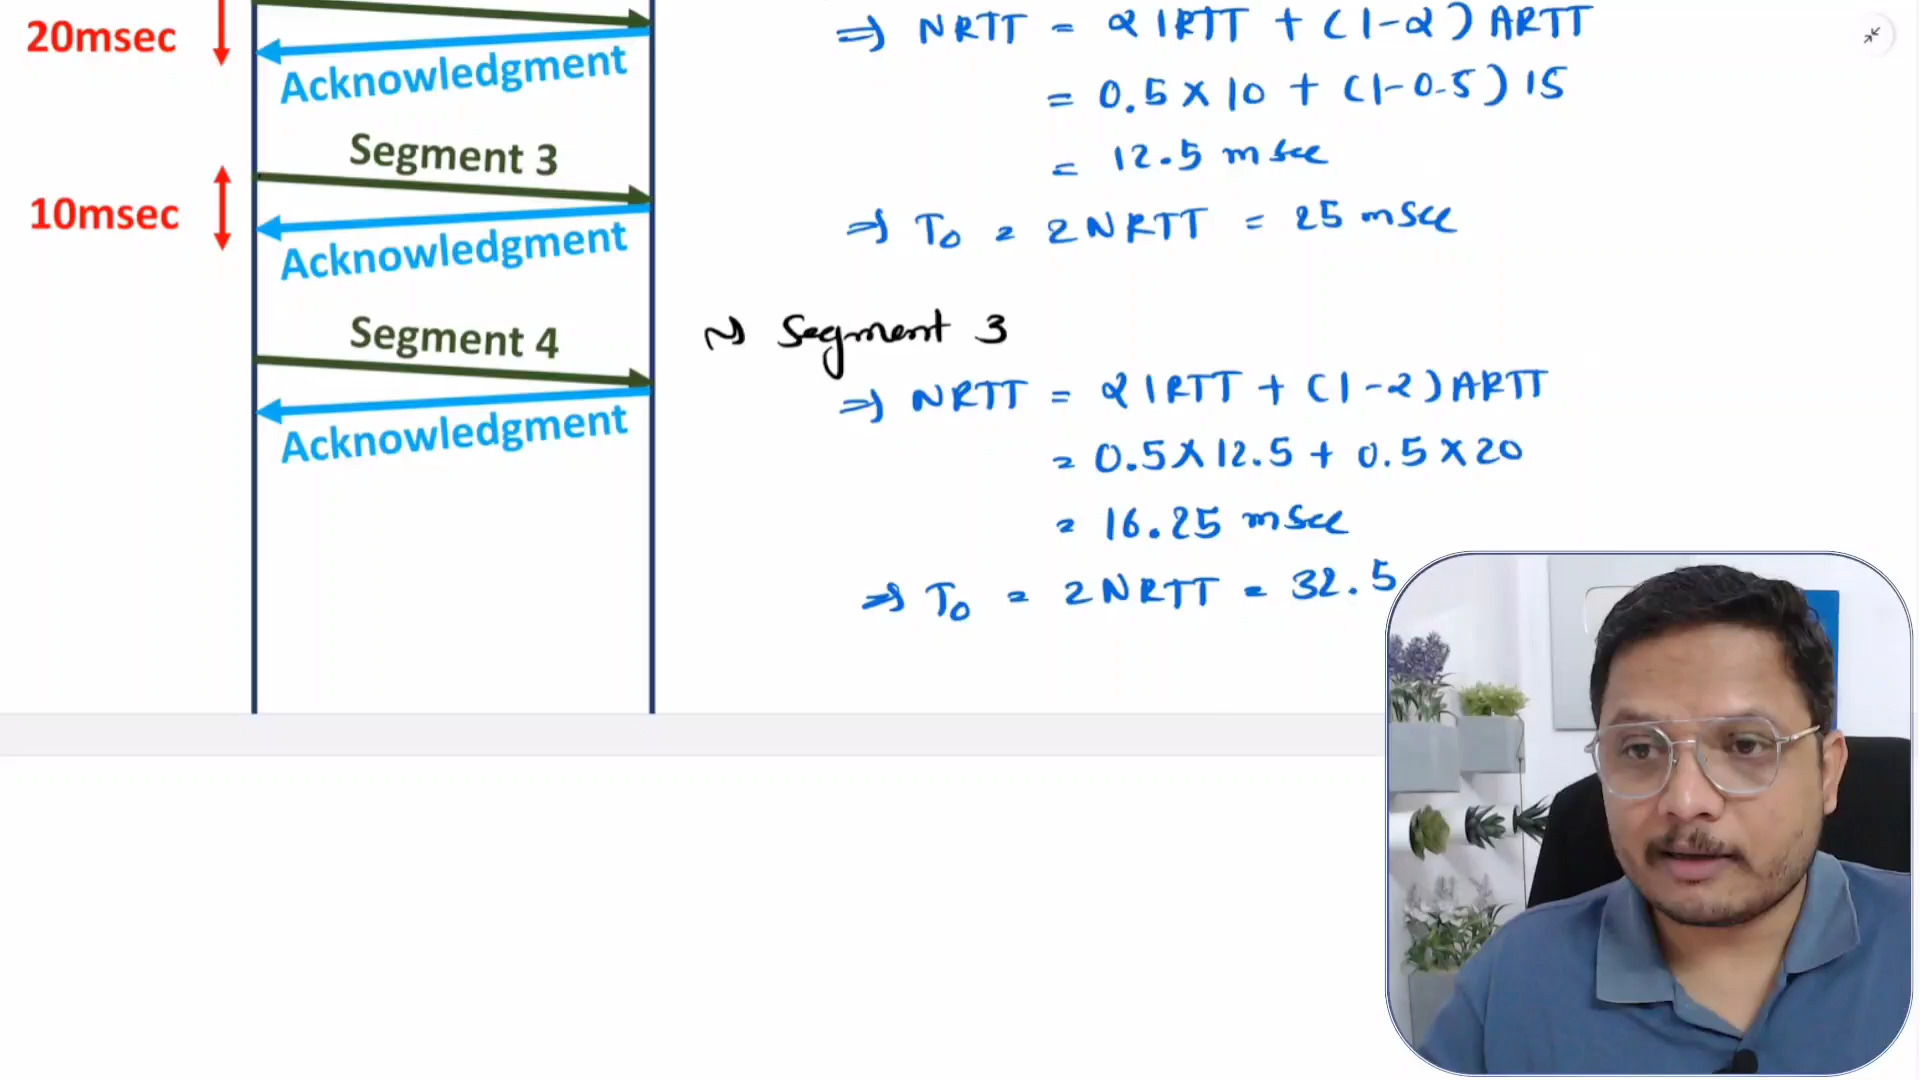 20msec
Acknowledgment
Segment 3
10msec
Acknowledgment
Segment 4
Acknowledgment
⇒ NRTT = α IRTT + (1-α) ARTT
= 0.5 × 10 + (1-0.5) 15
= 12.5 msec
⇒ To = 2NRTT = 25 msec
→ Segment 3
⇒ NRTT = α IRTT + (1-α) ARTT
= 0.5 × 12.5 + 0.5 × 20
= 16.25 msec
⇒ To = 2NRTT = 32.5